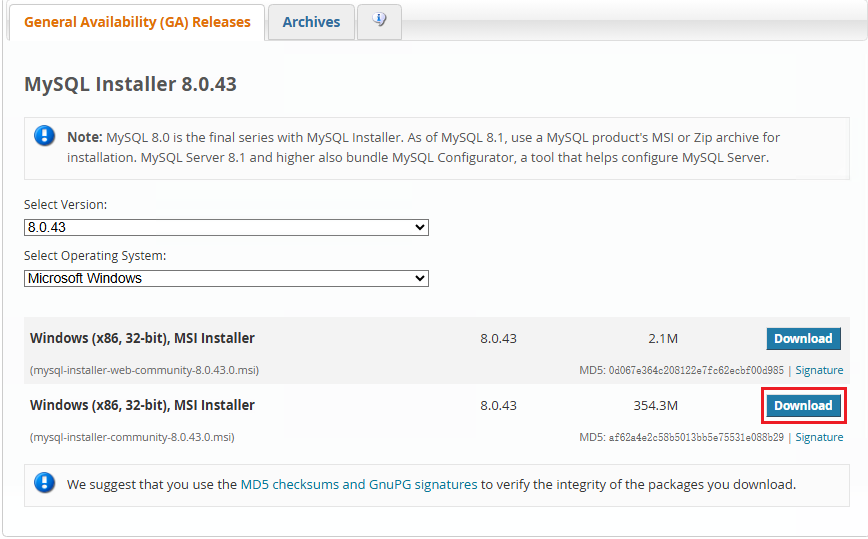 General Availability (GA) Releases
Archives
MySQL Installer 8.0.43
Note: MySQL 8.0 is the final series with MySQL Installer. As of MySQL 8.1, use a MySQL product's MSI or Zip archive for
installation. MySQL Server 8.1 and higher also bundle MySQL Configurator, a tool that helps configure MySQL Server.
Select Version:
8.0.43
Select Operating System:
Microsoft Windows
Windows (x86, 32-bit), MSI Installer 8.0.43 2.1M Download
(mysql-installer-web-community-8.0.43.0.msi) MD5: 0d067e364c208122e7fc62ecbf00d985 | Signature
Windows (x86, 32-bit), MSI Installer 8.0.43 354.3M Download
(mysql-installer-community-8.0.43.0.msi) MD5: af62a4e2c58b5013bb5e75531e088b29 | Signature
We suggest that you use the MD5 checksums and GnuPG signatures to verify the integrity of the packages you download.